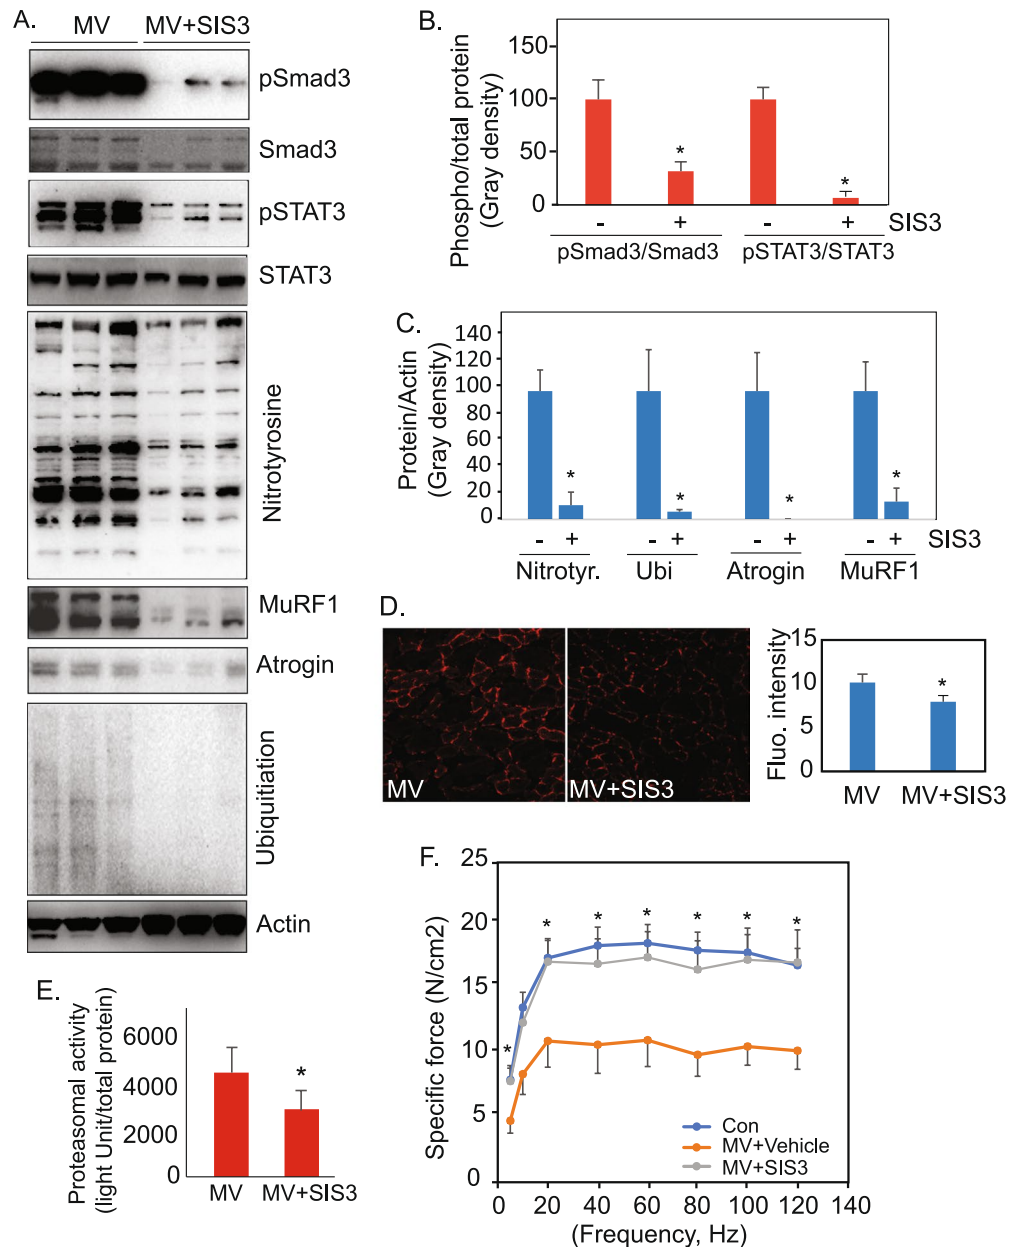 A.
MV MV+SIS3
pSmad3
Smad3
pSTAT3
STAT3
Nitrotyrosine
MuRF1
Atrogin
Ubiquitiation
Actin
B.
Phospho/total protein
(Gray density)
150
100
50
0
- + - + SIS3
pSmad3/Smad3 pSTAT3/STAT3
* *
C.
Protein/Actin
(Gray density)
140
120
100
80
60
40
20
0
* * * *
- + - + - + - + SIS3
Nitrotyr. Ubi Atrogin MuRF1
D.
MV MV+SIS3
Fluo. intensity
15
10
5
0
*
MV MV+SIS3
E.
Proteasomal activity
(light Unit/total protein)
6000
4000
2000
0
*
MV MV+SIS3
F.
Specific force (N/cm2)
25
20
15
10
5
0
* * * * * * *
Con
MV+Vehicle
MV+SIS3
0 20 40 60 80 100 120 140
(Frequency, Hz)